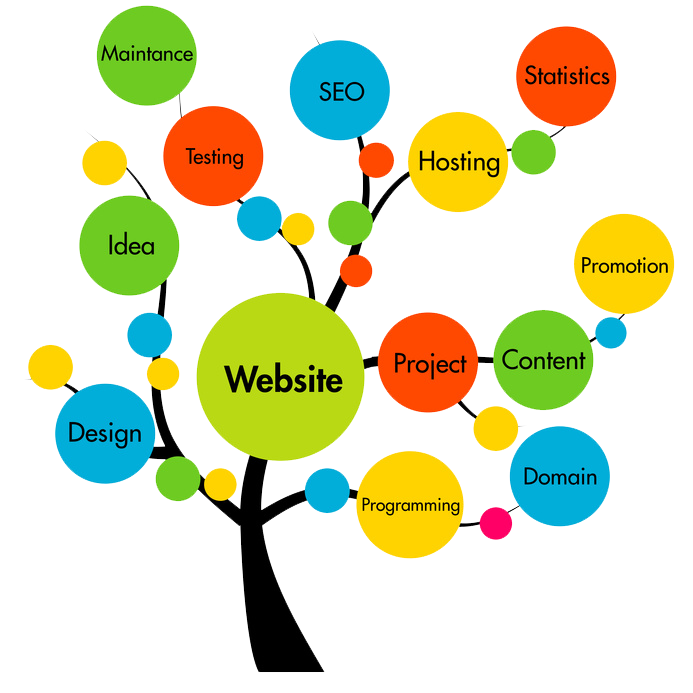 Maintance
Statistics
SEO
Testing
Hosting
Idea
Promotion
Website
Project
Content
Design
Domain
Programming